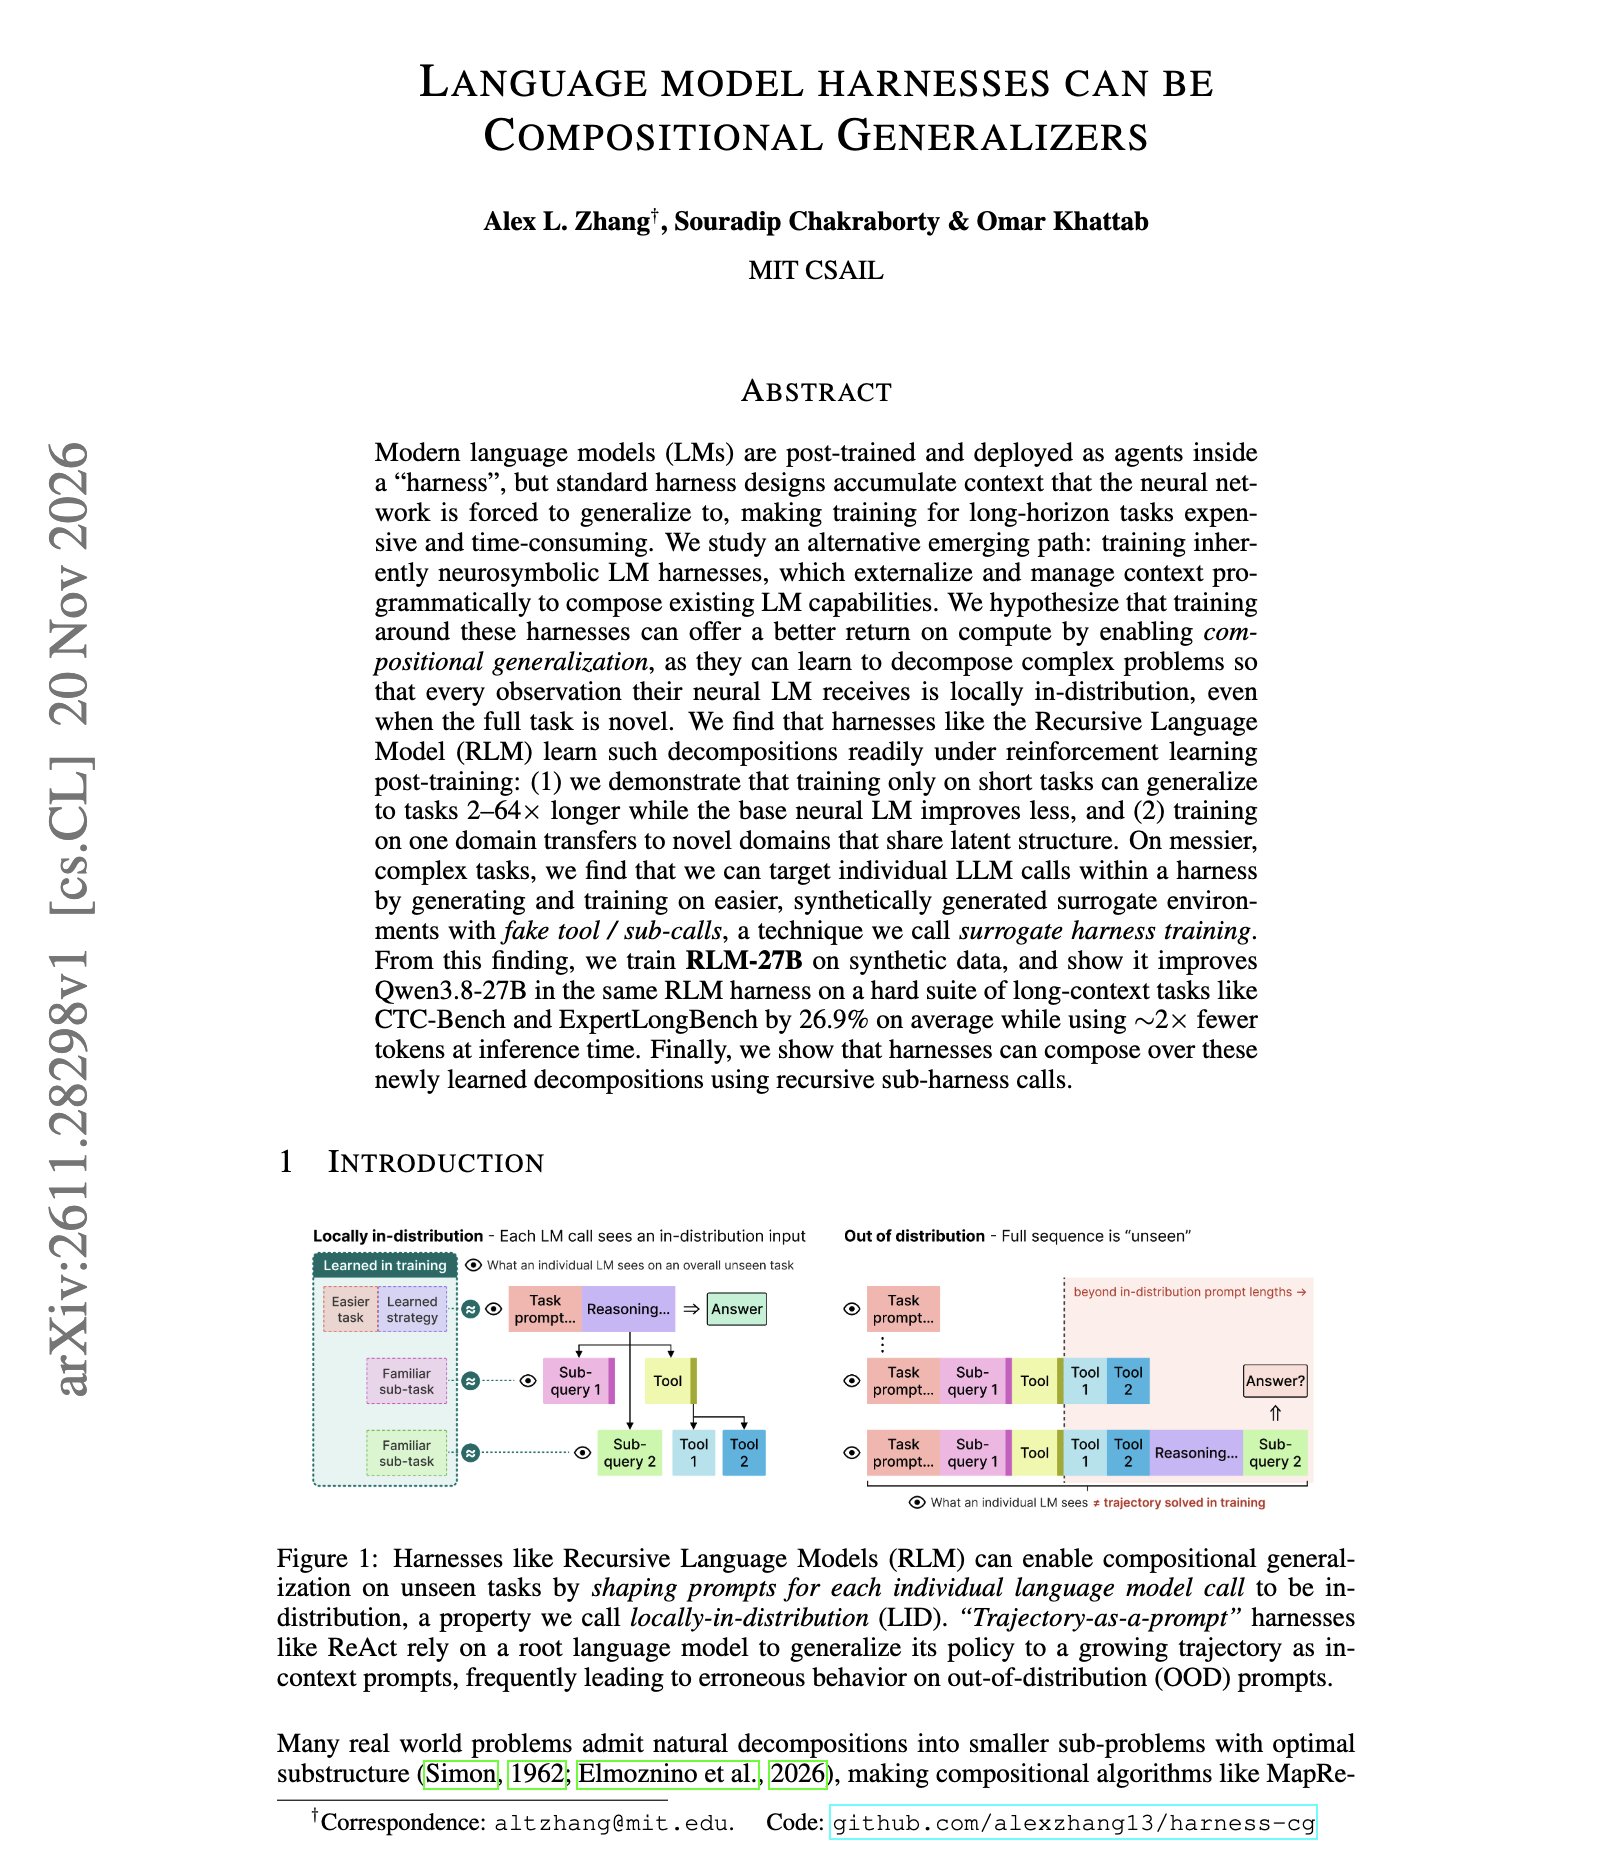 LANGUAGE MODEL HARNESSES CAN BE
COMPOSITIONAL GENERALIZERS
Alex L. Zhang†, Souradip Chakraborty & Omar Khattab
MIT CSAIL
ABSTRACT
Modern language models (LMs) are post-trained and deployed as agents inside
a “harness”, but standard harness designs accumulate context that the neural net-
work is forced to generalize to, making training for long-horizon tasks expen-
sive and time-consuming. We study an alternative emerging path: training inher-
ently neurosymbolic LM harnesses, which externalize and manage context pro-
grammatically to compose existing LM capabilities. We hypothesize that training
around these harnesses can offer a better return on compute by enabling com-
positional generalization, as they can learn to decompose complex problems so
that every observation their neural LM receives is locally in-distribution, even
when the full task is novel. We find that harnesses like the Recursive Language
Model (RLM) learn such decompositions readily under reinforcement learning
post-training: (1) we demonstrate that training only on short tasks can generalize
to tasks 2–64× longer while the base neural LM improves less, and (2) training
on one domain transfers to novel domains that share latent structure. On messier,
complex tasks, we find that we can target individual LLM calls within a harness
by generating and training on easier, synthetically generated surrogate environ-
ments with fake tool / sub-calls, a technique we call surrogate harness training.
From this finding, we train RLM-27B on synthetic data, and show it improves
Qwen3.8-27B in the same RLM harness on a hard suite of long-context tasks like
CTC-Bench and ExpertLongBench by 26.9% on average while using ~2× fewer
tokens at inference time. Finally, we show that harnesses can compose over these
newly learned decompositions using recursive sub-harness calls.
arXiv:2611.28298v1 [cs.CL] 20 Nov 2026
1 INTRODUCTION
Locally in-distribution - Each LM call sees an in-distribution input
Learned in training
What an individual LM sees on an overall unseen task
Easier
task
Learned
strategy
≈
Task
prompt...
Reasoning...
⇒
Answer
Familiar
sub-task
≈
Sub-
query 1
Tool
Familiar
sub-task
≈
Sub-
query 2
Tool
1
Tool
2
Out of distribution - Full sequence is “unseen”
beyond in-distribution prompt lengths →
Task
prompt...
⋮
Task
prompt...
Sub-
query 1
Tool
Tool
1
Tool
2
Answer?
⇑
Task
prompt...
Sub-
query 1
Tool
Tool
1
Tool
2
Reasoning...
Sub-
query 2
What an individual LM sees ≠ trajectory solved in training
Figure 1: Harnesses like Recursive Language Models (RLM) can enable compositional general-
ization on unseen tasks by shaping prompts for each individual language model call to be in-
distribution, a property we call locally-in-distribution (LID). “Trajectory-as-a-prompt” harnesses
like ReAct rely on a root language model to generalize its policy to a growing trajectory as in-
context prompts, frequently leading to erroneous behavior on out-of-distribution (OOD) prompts.
Many real world problems admit natural decompositions into smaller sub-problems with optimal
substructure (Simon, 1962; Elmoznino et al., 2026), making compositional algorithms like MapRe-
†Correspondence: altzhang@mit.edu. Code: github.com/alexzhang13/harness-cg